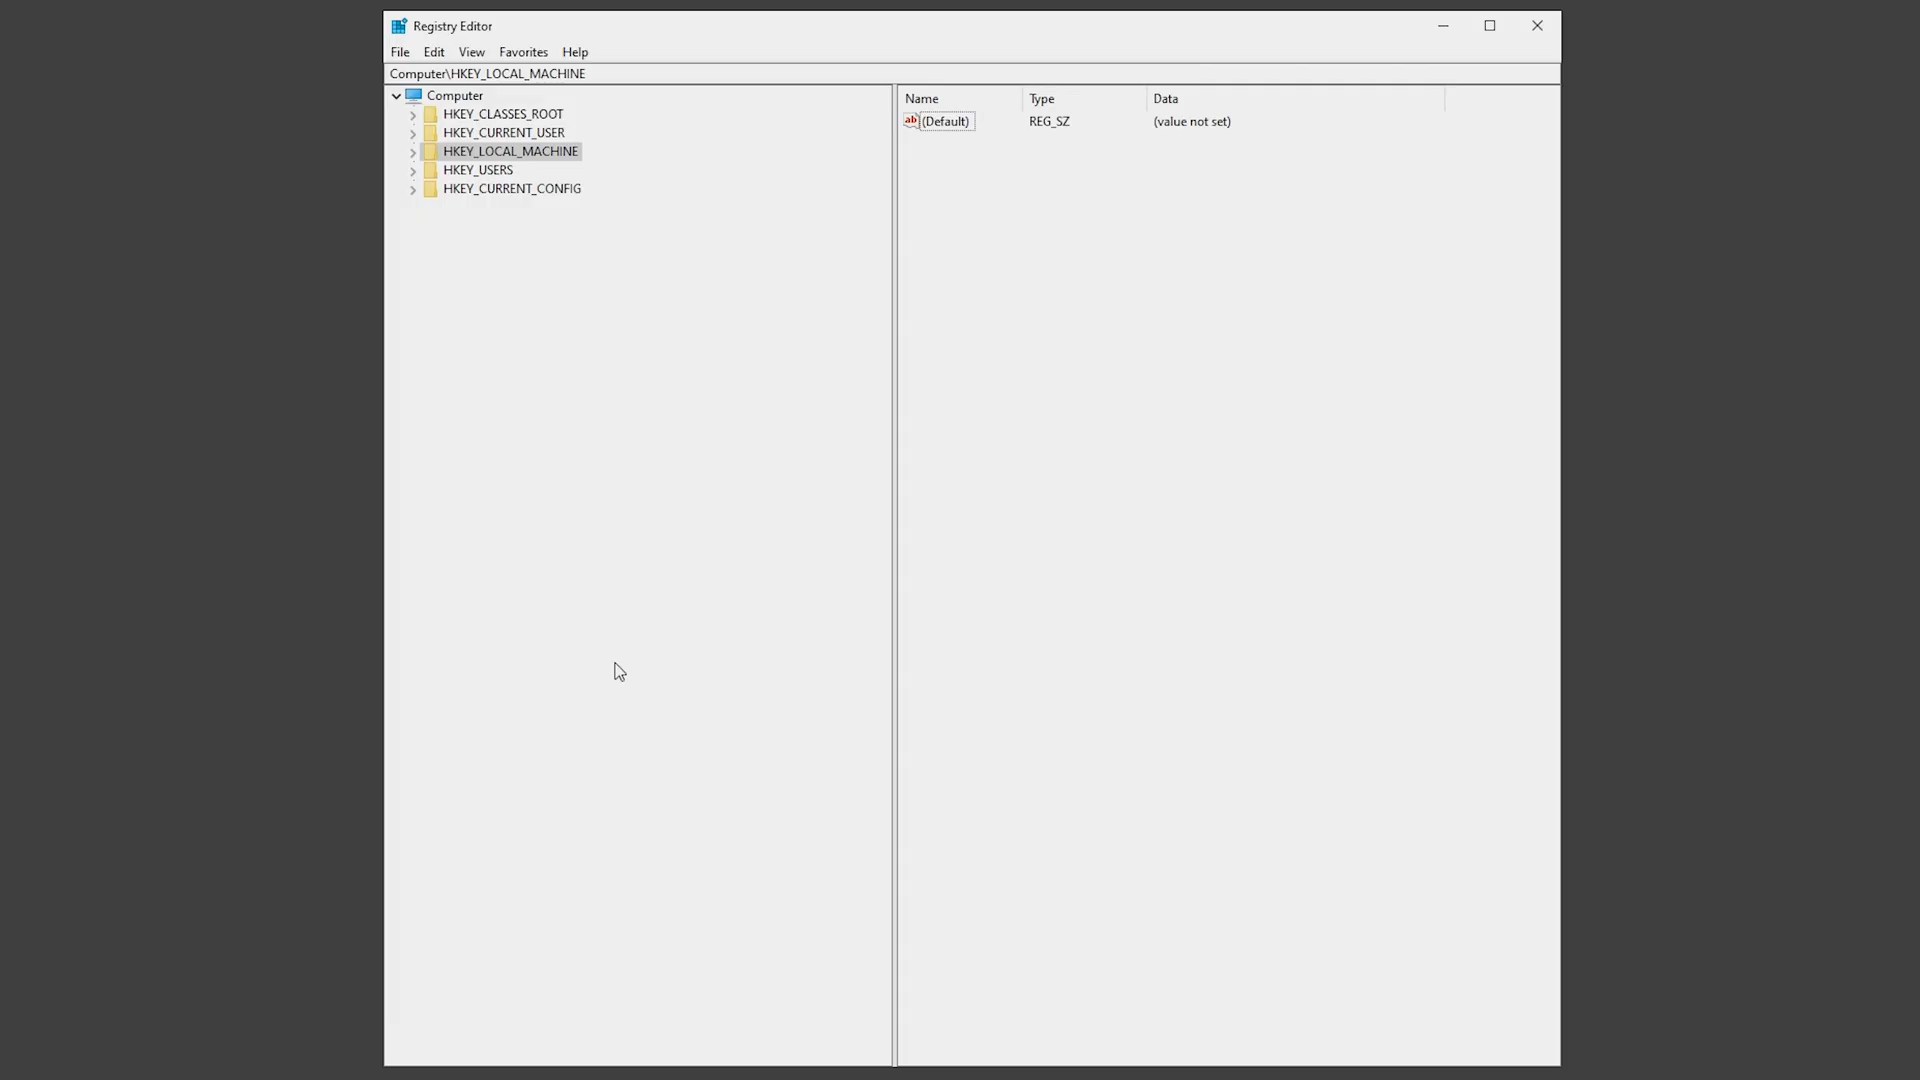 Registry Editor
File Edit View Favorites Help
Computer\HKEY_LOCAL_MACHINE
Computer
HKEY_CLASSES_ROOT
HKEY_CURRENT_USER
HKEY_LOCAL_MACHINE
HKEY_USERS
HKEY_CURRENT_CONFIG
Name Type Data
ab (Default) REG_SZ (value not set)